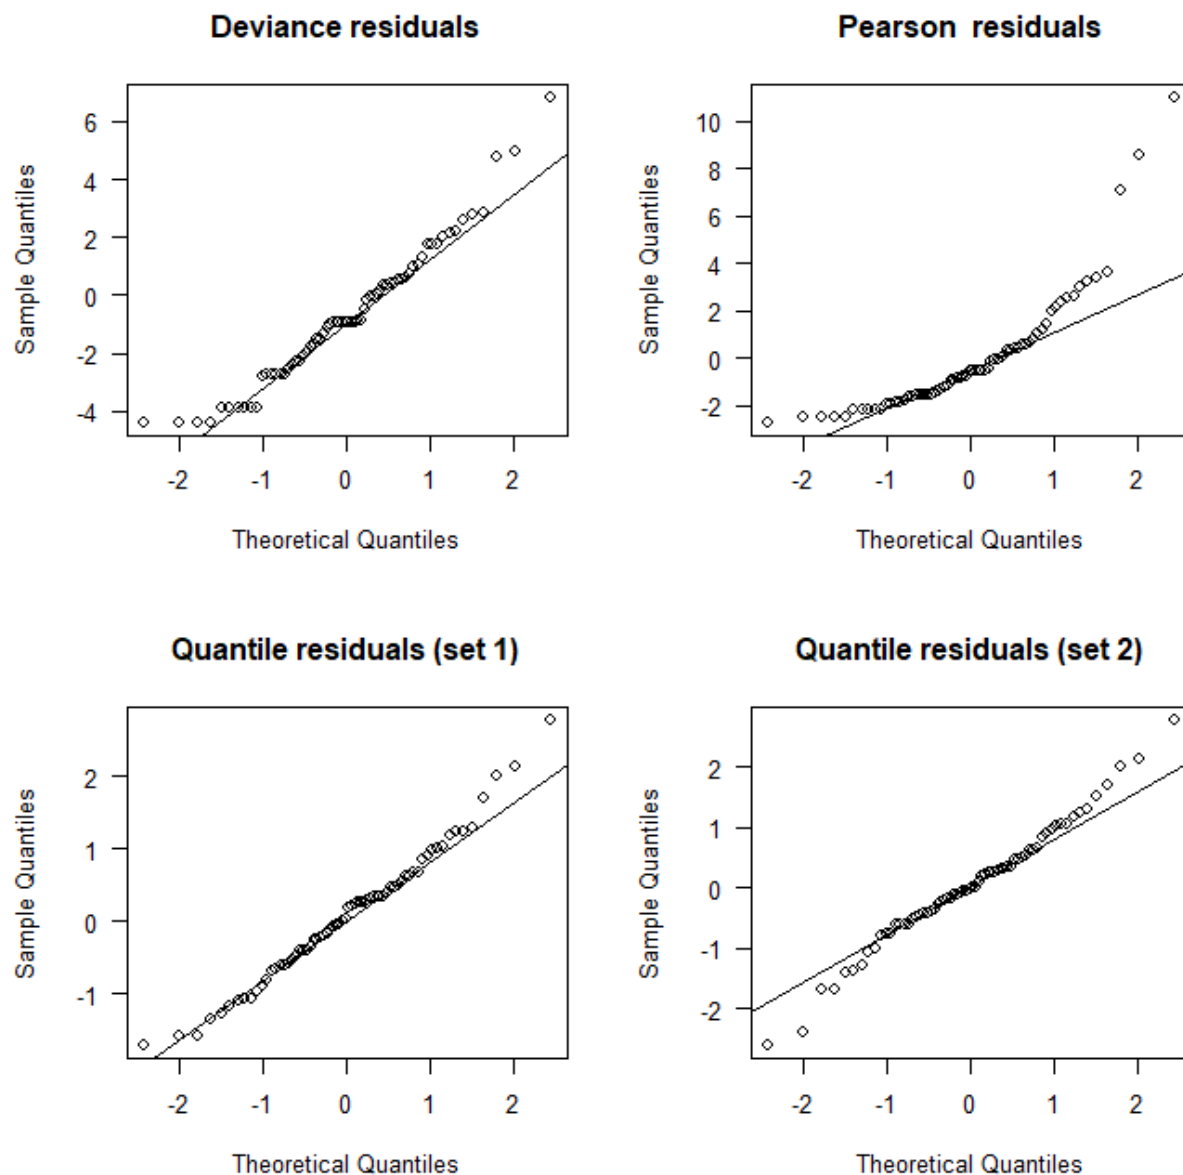 Deviance residuals
Sample Quantiles
6
4
2
0
-2
-4
-2 -1 0 1 2
Theoretical Quantiles
Pearson residuals
Sample Quantiles
10
8
6
4
2
0
-2
-2 -1 0 1 2
Theoretical Quantiles
Quantile residuals (set 1)
Sample Quantiles
2
1
0
-1
-2 -1 0 1 2
Theoretical Quantiles
Quantile residuals (set 2)
Sample Quantiles
2
1
0
-1
-2
-2 -1 0 1 2
Theoretical Quantiles